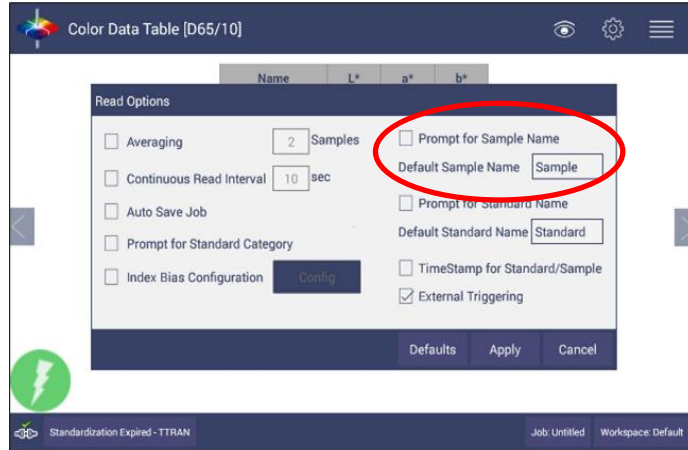 Color Data Table [D65/10]
Name L* a* b*
Read Options
Averaging 2 Samples
Continuous Read Interval 10 sec
Auto Save Job
Prompt for Standard Category
Index Bias Configuration Config
Prompt for Sample Name
Default Sample Name Sample
Prompt for Standard Name
Default Standard Name Standard
TimeStamp for Standard/Sample
External Triggering
Defaults Apply Cancel
Standardization Expired - TTRAN Job: Untitled Workspace: Default